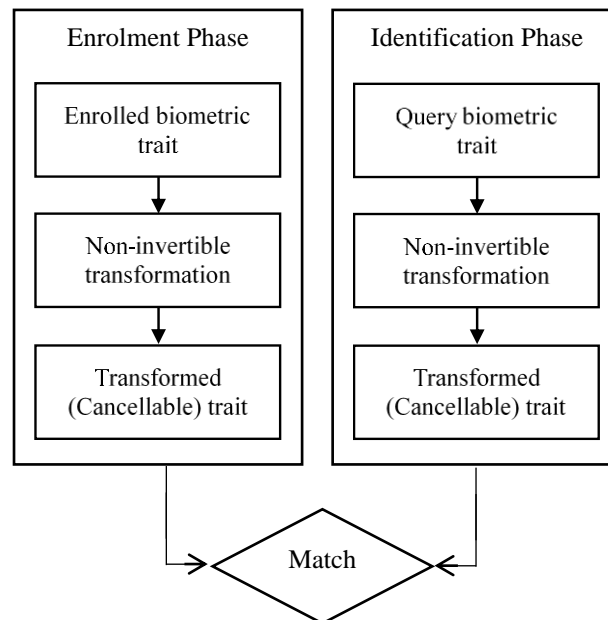 Enrolment Phase
Enrolled biometric
trait
Non-invertible
transformation
Transformed
(Cancellable) trait
Identification Phase
Query biometric
trait
Non-invertible
transformation
Transformed
(Cancellable) trait
Match